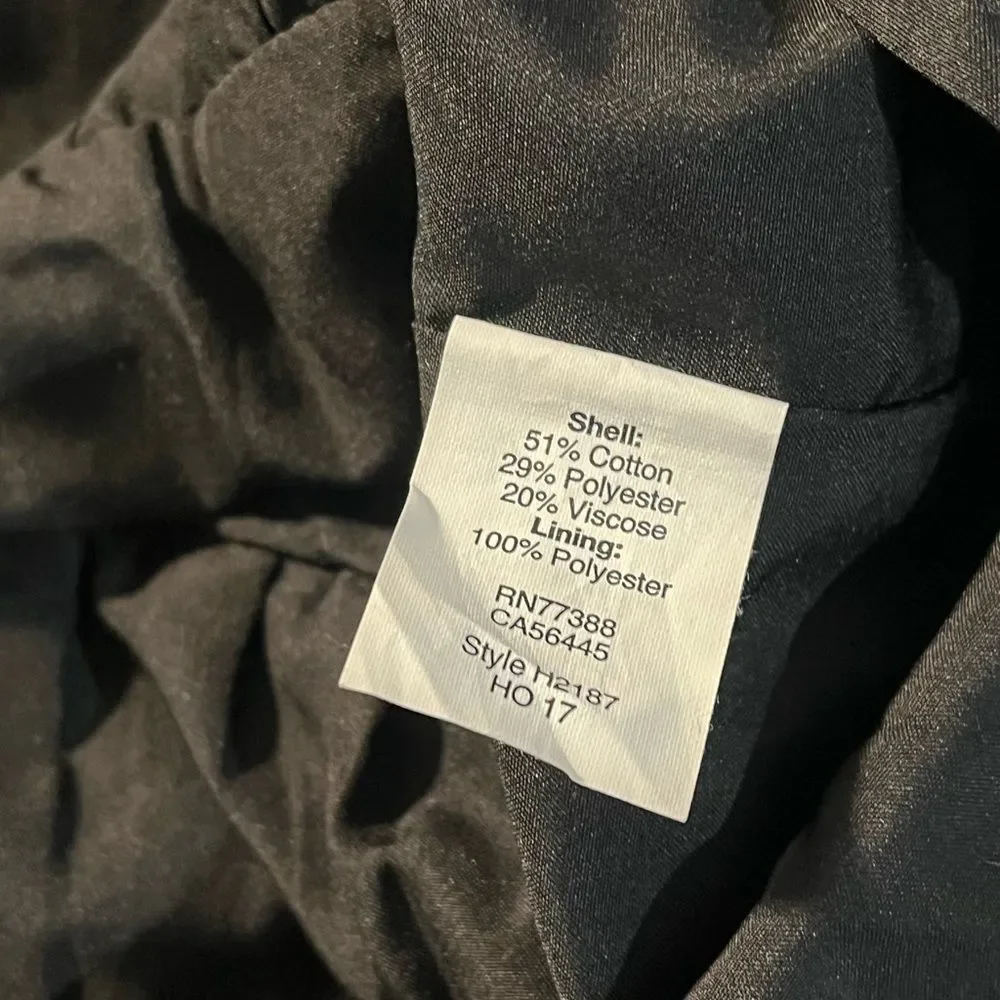 Shell:
51% Cotton
29% Polyester
20% Viscose
Lining:
100% Polyester
RN77388
CA56445
Style H2187
HO 17